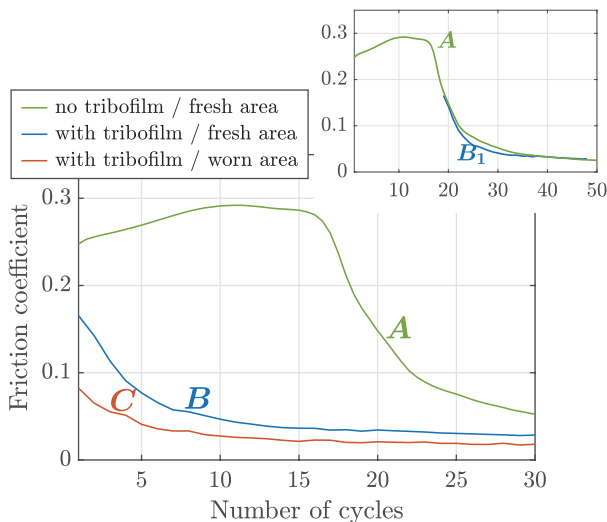 0.3
0.2
0.1
0
10
20
30
40
50
A
B1
no tribofilm / fresh area
with tribofilm / fresh area
with tribofilm / worn area
Friction coefficient
0.3
0.2
0.1
0
A
B
C
5
10
15
20
25
30
Number of cycles